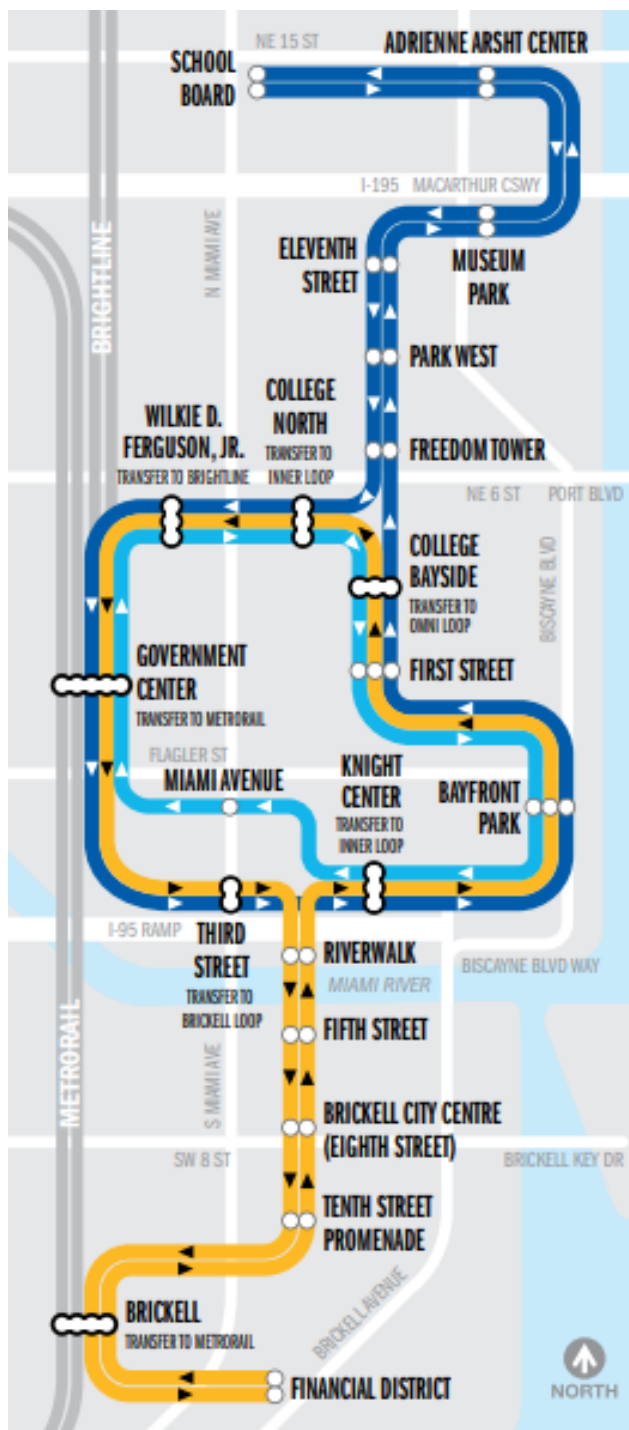 NE 15 ST
ADRIENNE ARSHT CENTER
SCHOOL
BOARD
I-195 MACARTHUR CSWY
BRIGHTLINE
N MIAMI AVE
ELEVENTH
STREET
MUSEUM
PARK
PARK WEST
COLLEGE
NORTH
TRANSFER TO
INNER LOOP
WILKIE D.
FERGUSON, JR.
TRANSFER TO BRIGHTLINE
FREEDOM TOWER
NE 6 ST
PORT BLVD
COLLEGE
BAYSIDE
TRANSFER TO
OMNI LOOP
BISCAYNE BLVD
GOVERNMENT
CENTER
TRANSFER TO METRORAIL
FIRST STREET
FLAGLER ST
MIAMI AVENUE
KNIGHT
CENTER
TRANSFER TO
INNER LOOP
BAYFRONT
PARK
I-95 RAMP
THIRD
STREET
TRANSFER TO
BRICKELL LOOP
RIVERWALK
BISCAYNE BLVD WAY
MIAMI RIVER
METRORAIL
S MIAMI AVE
FIFTH STREET
BRICKELL CITY CENTRE
(EIGHTH STREET)
SW 8 ST
BRICKELL KEY DR
TENTH STREET
PROMENADE
BRICKELL AVENUE
BRICKELL
TRANSFER TO METRORAIL
FINANCIAL DISTRICT
NORTH